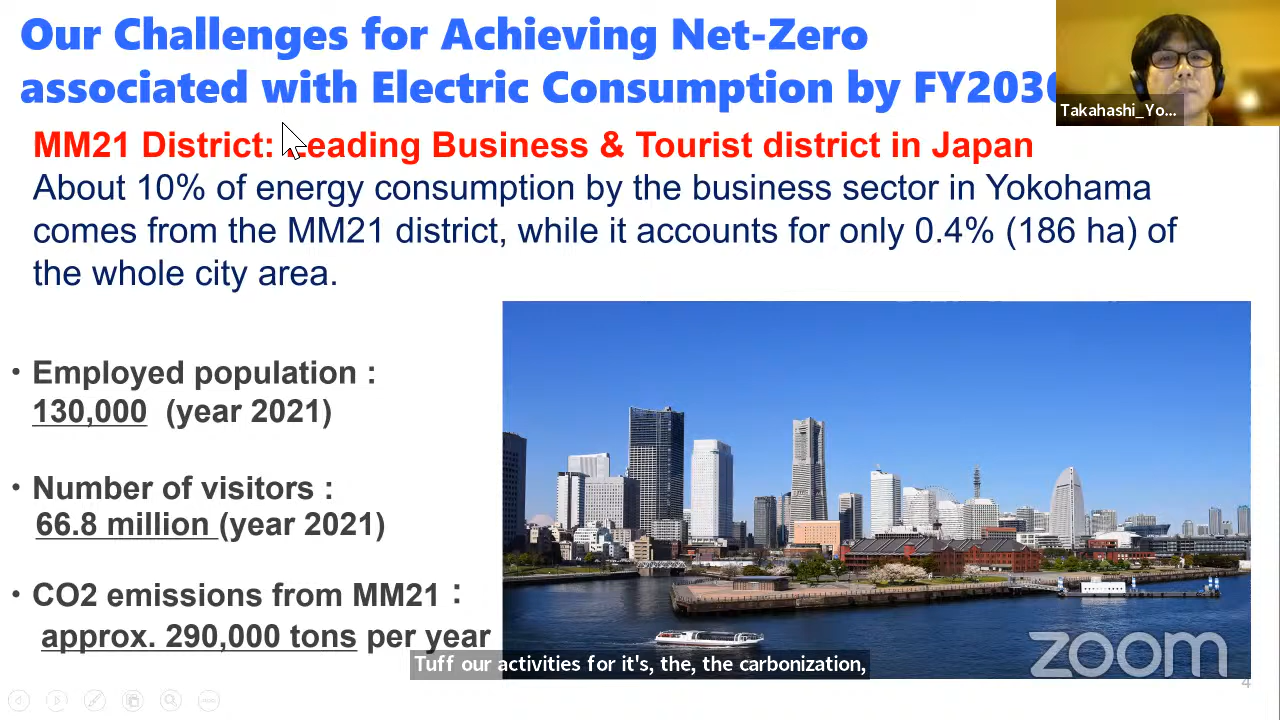 Our Challenges for Achieving Net-Zero
associated with Electric Consumption by FY2030
Takahashi_Yo...
MM21 District: Leading Business & Tourist district in Japan
About 10% of energy consumption by the business sector in Yokohama
comes from the MM21 district, while it accounts for only 0.4% (186 ha) of
the whole city area.
・Employed population :
130,000 (year 2021)
・Number of visitors :
66.8 million (year 2021)
・CO2 emissions from MM21：
approx. 290,000 tons per year
Tuff our activities for it's, the, the carbonization,
zoom
4